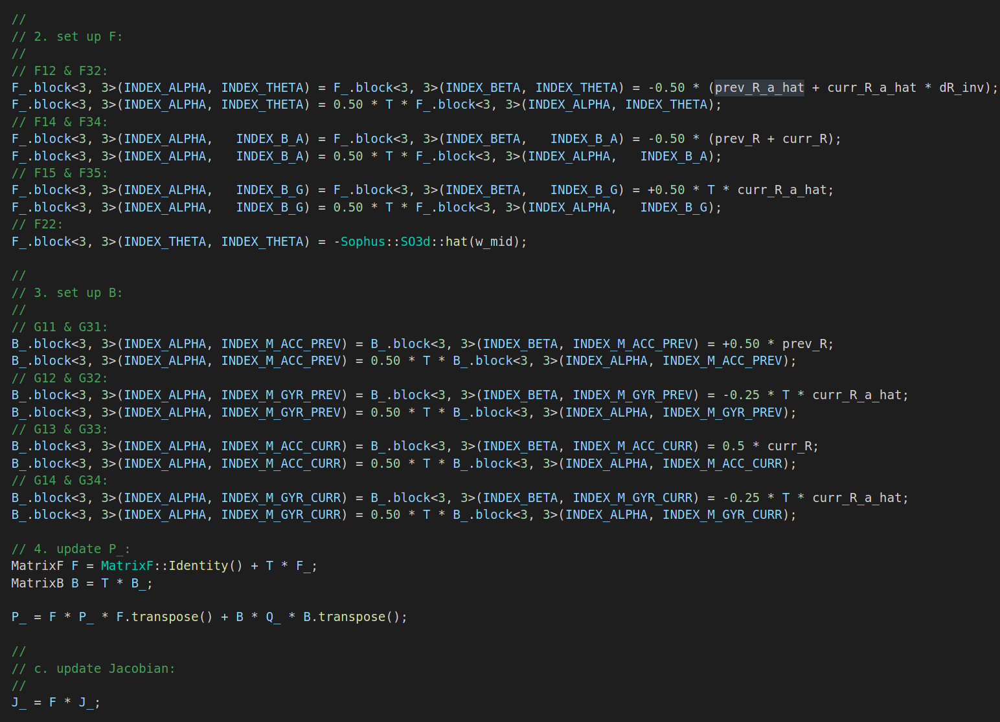 //
// 2. set up F:
//
// F12 & F32:
F_.block<3, 3>(INDEX_ALPHA, INDEX_THETA) = F_.block<3, 3>(INDEX_BETA, INDEX_THETA) = -0.50 * (prev_R_a_hat + curr_R_a_hat * dR_inv);
F_.block<3, 3>(INDEX_ALPHA, INDEX_THETA) = 0.50 * T * F_.block<3, 3>(INDEX_ALPHA, INDEX_THETA);
// F14 & F34:
F_.block<3, 3>(INDEX_ALPHA,   INDEX_B_A) = F_.block<3, 3>(INDEX_BETA,   INDEX_B_A) = -0.50 * (prev_R + curr_R);
F_.block<3, 3>(INDEX_ALPHA,   INDEX_B_A) = 0.50 * T * F_.block<3, 3>(INDEX_ALPHA,   INDEX_B_A);
// F15 & F35:
F_.block<3, 3>(INDEX_ALPHA,   INDEX_B_G) = F_.block<3, 3>(INDEX_BETA,   INDEX_B_G) = +0.50 * T * curr_R_a_hat;
F_.block<3, 3>(INDEX_ALPHA,   INDEX_B_G) = 0.50 * T * F_.block<3, 3>(INDEX_ALPHA,   INDEX_B_G);
// F22:
F_.block<3, 3>(INDEX_THETA, INDEX_THETA) = -Sophus::SO3d::hat(w_mid);
//
// 3. set up B:
//
// G11 & G31:
B_.block<3, 3>(INDEX_ALPHA, INDEX_M_ACC_PREV) = B_.block<3, 3>(INDEX_BETA, INDEX_M_ACC_PREV) = +0.50 * prev_R;
B_.block<3, 3>(INDEX_ALPHA, INDEX_M_ACC_PREV) = 0.50 * T * B_.block<3, 3>(INDEX_ALPHA, INDEX_M_ACC_PREV);
// G12 & G32:
B_.block<3, 3>(INDEX_ALPHA, INDEX_M_GYR_PREV) = B_.block<3, 3>(INDEX_BETA, INDEX_M_GYR_PREV) = -0.25 * T * curr_R_a_hat;
B_.block<3, 3>(INDEX_ALPHA, INDEX_M_GYR_PREV) = 0.50 * T * B_.block<3, 3>(INDEX_ALPHA, INDEX_M_GYR_PREV);
// G13 & G33:
B_.block<3, 3>(INDEX_ALPHA, INDEX_M_ACC_CURR) = B_.block<3, 3>(INDEX_BETA, INDEX_M_ACC_CURR) = 0.5 * curr_R;
B_.block<3, 3>(INDEX_ALPHA, INDEX_M_ACC_CURR) = 0.50 * T * B_.block<3, 3>(INDEX_ALPHA, INDEX_M_ACC_CURR);
// G14 & G34:
B_.block<3, 3>(INDEX_ALPHA, INDEX_M_GYR_CURR) = B_.block<3, 3>(INDEX_BETA, INDEX_M_GYR_CURR) = -0.25 * T * curr_R_a_hat;
B_.block<3, 3>(INDEX_ALPHA, INDEX_M_GYR_CURR) = 0.50 * T * B_.block<3, 3>(INDEX_ALPHA, INDEX_M_GYR_CURR);
// 4. update P_:
MatrixF F = MatrixF::Identity() + T * F_;
MatrixB B = T * B_;
P_ = F * P_ * F.transpose() + B * Q_ * B.transpose();
//
// c. update Jacobian:
//
J_ = F * J_;